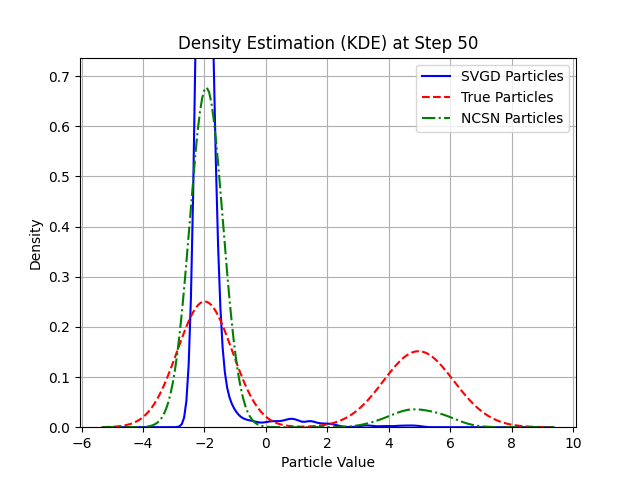 Density Estimation (KDE) at Step 50
SVGD Particles
True Particles
NCSN Particles
Density
0.7
0.6
0.5
0.4
0.3
0.2
0.1
0.0
−6 −4 −2 0 2 4 6 8 10
Particle Value